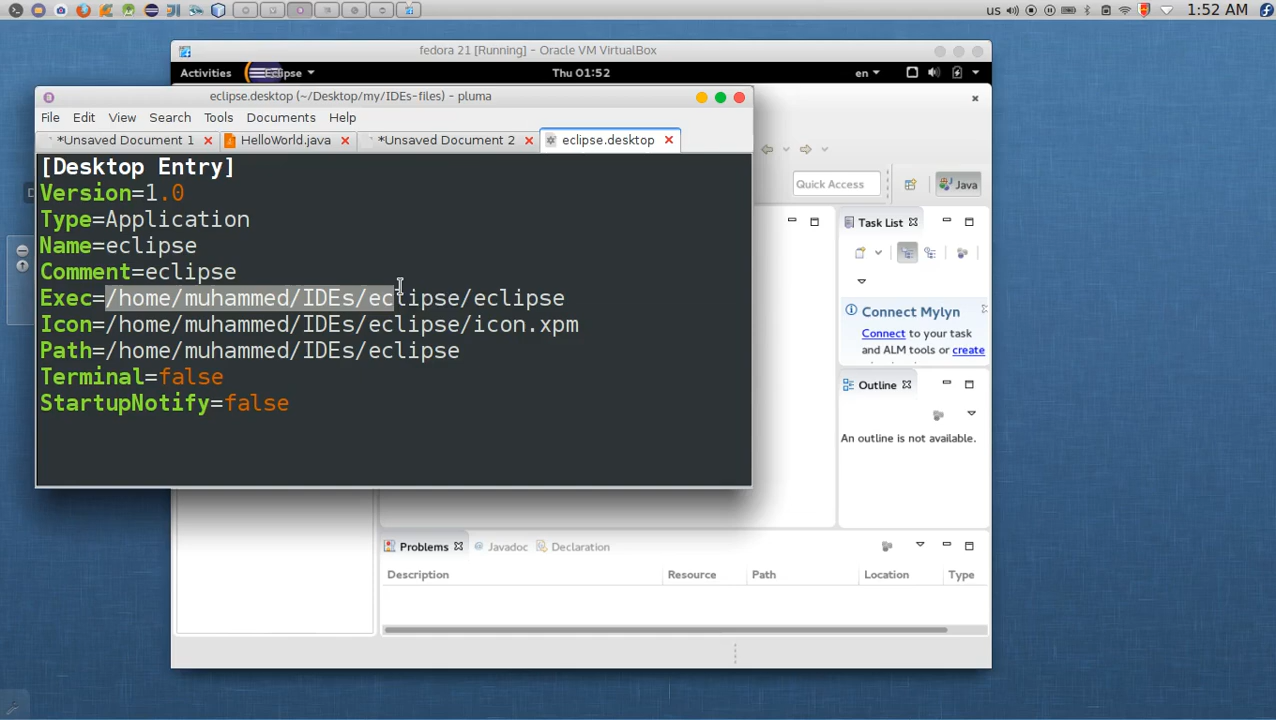 us 1:52 AM
fedora 21 [Running] - Oracle VM VirtualBox
Activities Eclipse Thu 01:52 en
eclipse.desktop (~/Desktop/my/IDEs-files) - pluma
File Edit View Search Tools Documents Help
*Unsaved Document 1 HelloWorld.java *Unsaved Document 2 eclipse.desktop
[Desktop Entry]
Version=1.0
Type=Application
Name=eclipse
Comment=eclipse
Exec=/home/muhammed/IDEs/eclipse/eclipse
Icon=/home/muhammed/IDEs/eclipse/icon.xpm
Path=/home/muhammed/IDEs/eclipse
Terminal=false
StartupNotify=false
Quick Access Java
Task List
Connect Mylyn
Connect to your task
and ALM tools or create
Outline
An outline is not available.
Problems Javadoc Declaration
Description Resource Path Location Type